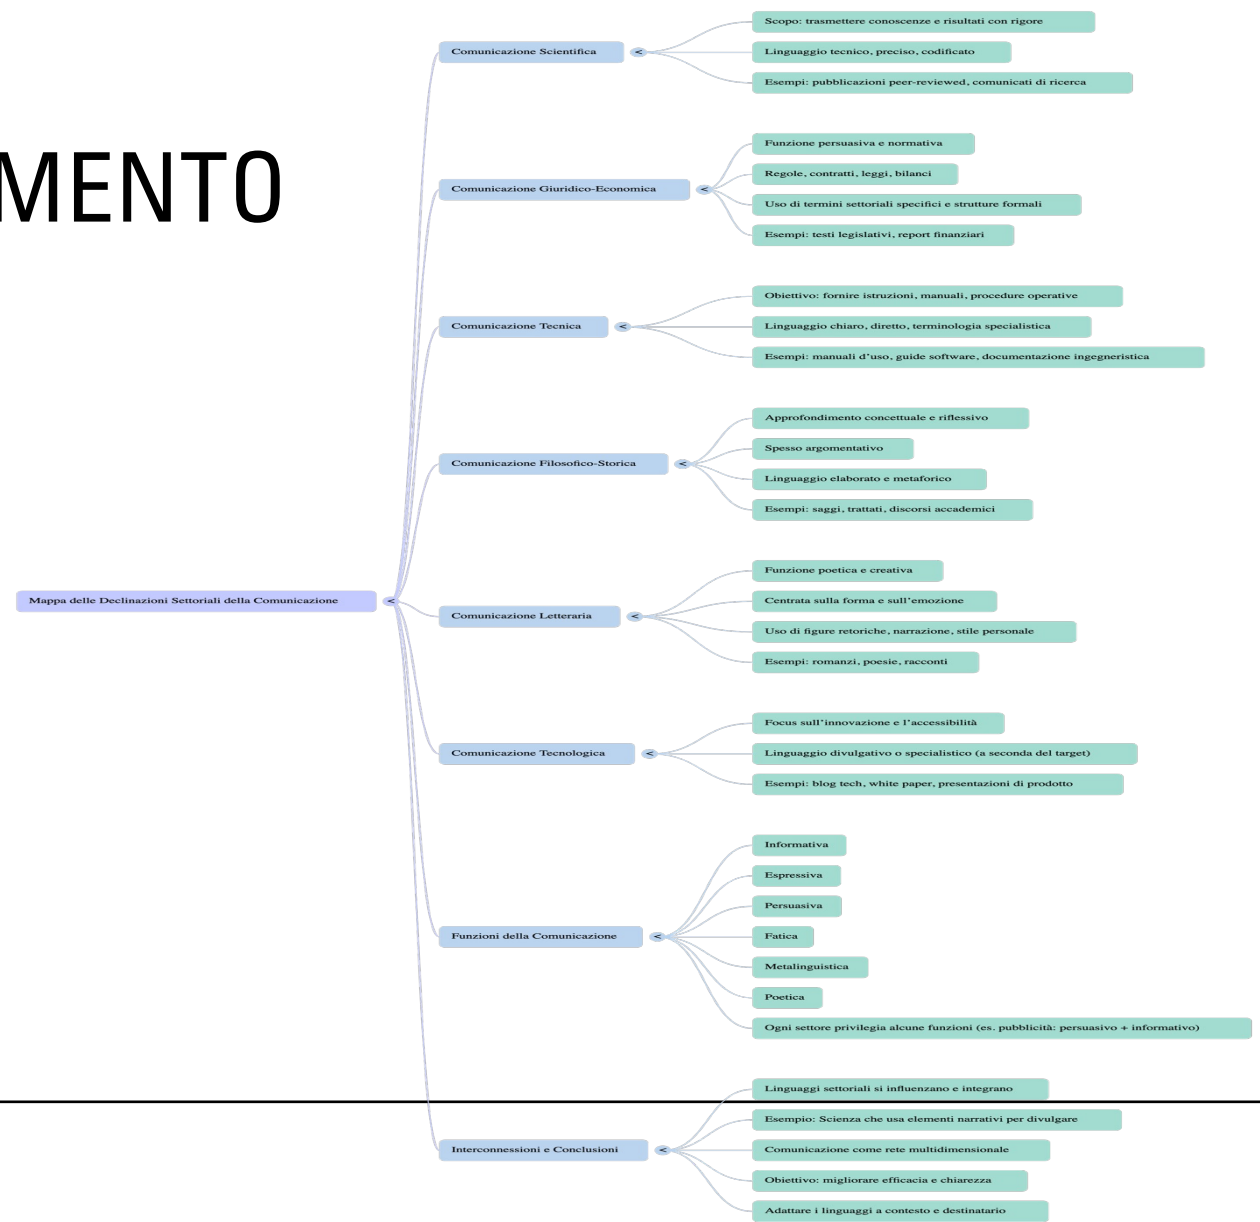 MENTO
Mappa delle Declinazioni Settoriali della Comunicazione
Comunicazione Scientifica
Scopo: trasmettere conoscenze e risultati con rigore
Linguaggio tecnico, preciso, codificato
Esempi: pubblicazioni peer-reviewed, comunicati di ricerca
Comunicazione Giuridico-Economica
Funzione persuasiva e normativa
Regole, contratti, leggi, bilanci
Uso di termini settoriali specifici e strutture formali
Esempi: testi legislativi, report finanziari
Comunicazione Tecnica
Obiettivo: fornire istruzioni, manuali, procedure operative
Linguaggio chiaro, diretto, terminologia specialistica
Esempi: manuali d'uso, guide software, documentazione ingegneristica
Comunicazione Filosofico-Storica
Approfondimento concettuale e riflessivo
Spesso argomentativo
Linguaggio elaborato e metaforico
Esempi: saggi, trattati, discorsi accademici
Comunicazione Letteraria
Funzione poetica e creativa
Centrata sulla forma e sull'emozione
Uso di figure retoriche, narrazione, stile personale
Esempi: romanzi, poesie, racconti
Comunicazione Tecnologica
Focus sull'innovazione e l'accessibilità
Linguaggio divulgativo o specialistico (a seconda del target)
Esempi: blog tech, white paper, presentazioni di prodotto
Funzioni della Comunicazione
Informativa
Espressiva
Persuasiva
Fatica
Metalinguistica
Poetica
Ogni settore privilegia alcune funzioni (es. pubblicità: persuasivo + informativo)
Interconnessioni e Conclusioni
Linguaggi settoriali si influenzano e integrano
Esempio: Scienza che usa elementi narrativi per divulgare
Comunicazione come rete multidimensionale
Obiettivo: migliorare efficacia e chiarezza
Adattare i linguaggi a contesto e destinatario